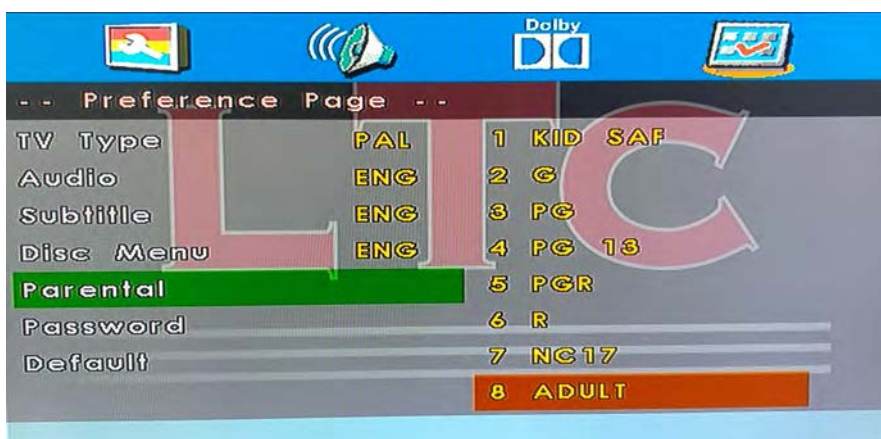 Dolby
-- Preference Page --
TV Type PAL 1 KID SAF
Audio ENG 2 G
Subtitle ENG 3 PG
Disc Menu ENG 4 PG 13
Parental 5 PGR
Password 6 R
Default 7 NC17
8 ADULT
LTC